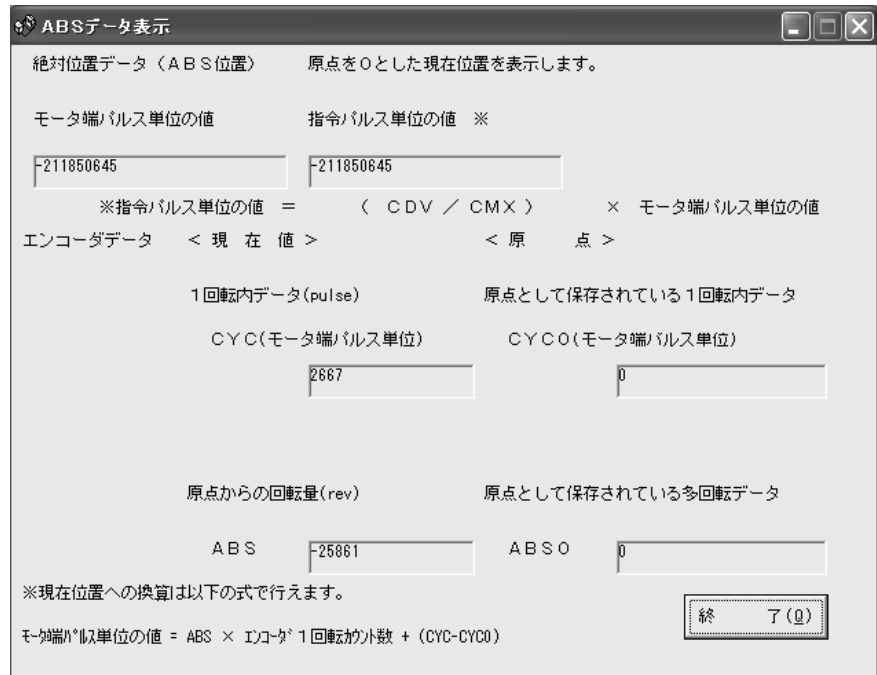 ABSデータ表示
絶対位置データ（ＡＢＳ位置）　原点を０とした現在位置を表示します。
モータ端パルス単位の値　指令パルス単位の値　※
-211850645　-211850645
※指令パルス単位の値　＝　（　ＣＤＶ　／　ＣＭＸ　）　×　モータ端パルス単位の値
エンコーダデータ　＜ 現　在　値 ＞　＜ 原　点 ＞
１回転内データ(pulse)　原点として保存されている１回転内データ
ＣＹＣ(モータ端パルス単位)　ＣＹＣ０(モータ端パルス単位)
2667　0
原点からの回転量(rev)　原点として保存されている多回転データ
ＡＢＳ　-25861　ＡＢＳ０　0
※現在位置への換算は以下の式で行えます。
終　了(Q)
ﾓｰﾀ端ﾊﾟﾙｽ単位の値 = ABS × ｴﾝｺｰﾀﾞ１回転ｶｳﾝﾄ数 + (CYC-CYC0)